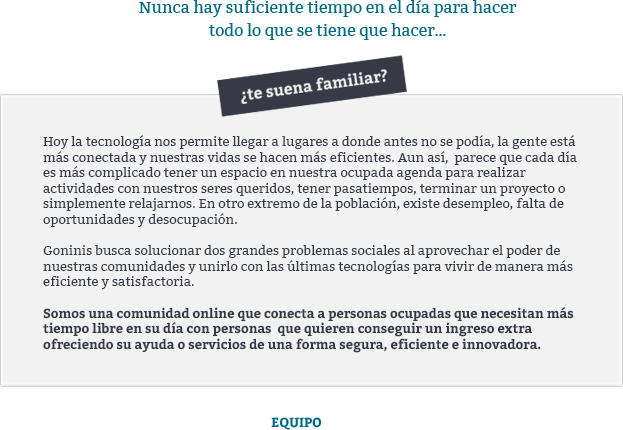 Nunca hay suficiente tiempo en el día para hacer
todo lo que se tiene que hacer...
¿te suena familiar?
Hoy la tecnología nos permite llegar a lugares a donde antes no se podía, la gente está
más conectada y nuestras vidas se hacen más eficientes. Aun así, parece que cada día
es más complicado tener un espacio en nuestra ocupada agenda para realizar
actividades con nuestros seres queridos, tener pasatiempos, terminar un proyecto o
simplemente relajarnos. En otro extremo de la población, existe desempleo, falta de
oportunidades y desocupación.
Goninis busca solucionar dos grandes problemas sociales al aprovechar el poder de
nuestras comunidades y unirlo con las últimas tecnologías para vivir de manera más
eficiente y satisfactoria.
Somos una comunidad online que conecta a personas ocupadas que necesitan más
tiempo libre en su día con personas que quieren conseguir un ingreso extra
ofreciendo su ayuda o servicios de una forma segura, eficiente e innovadora.
EQUIPO